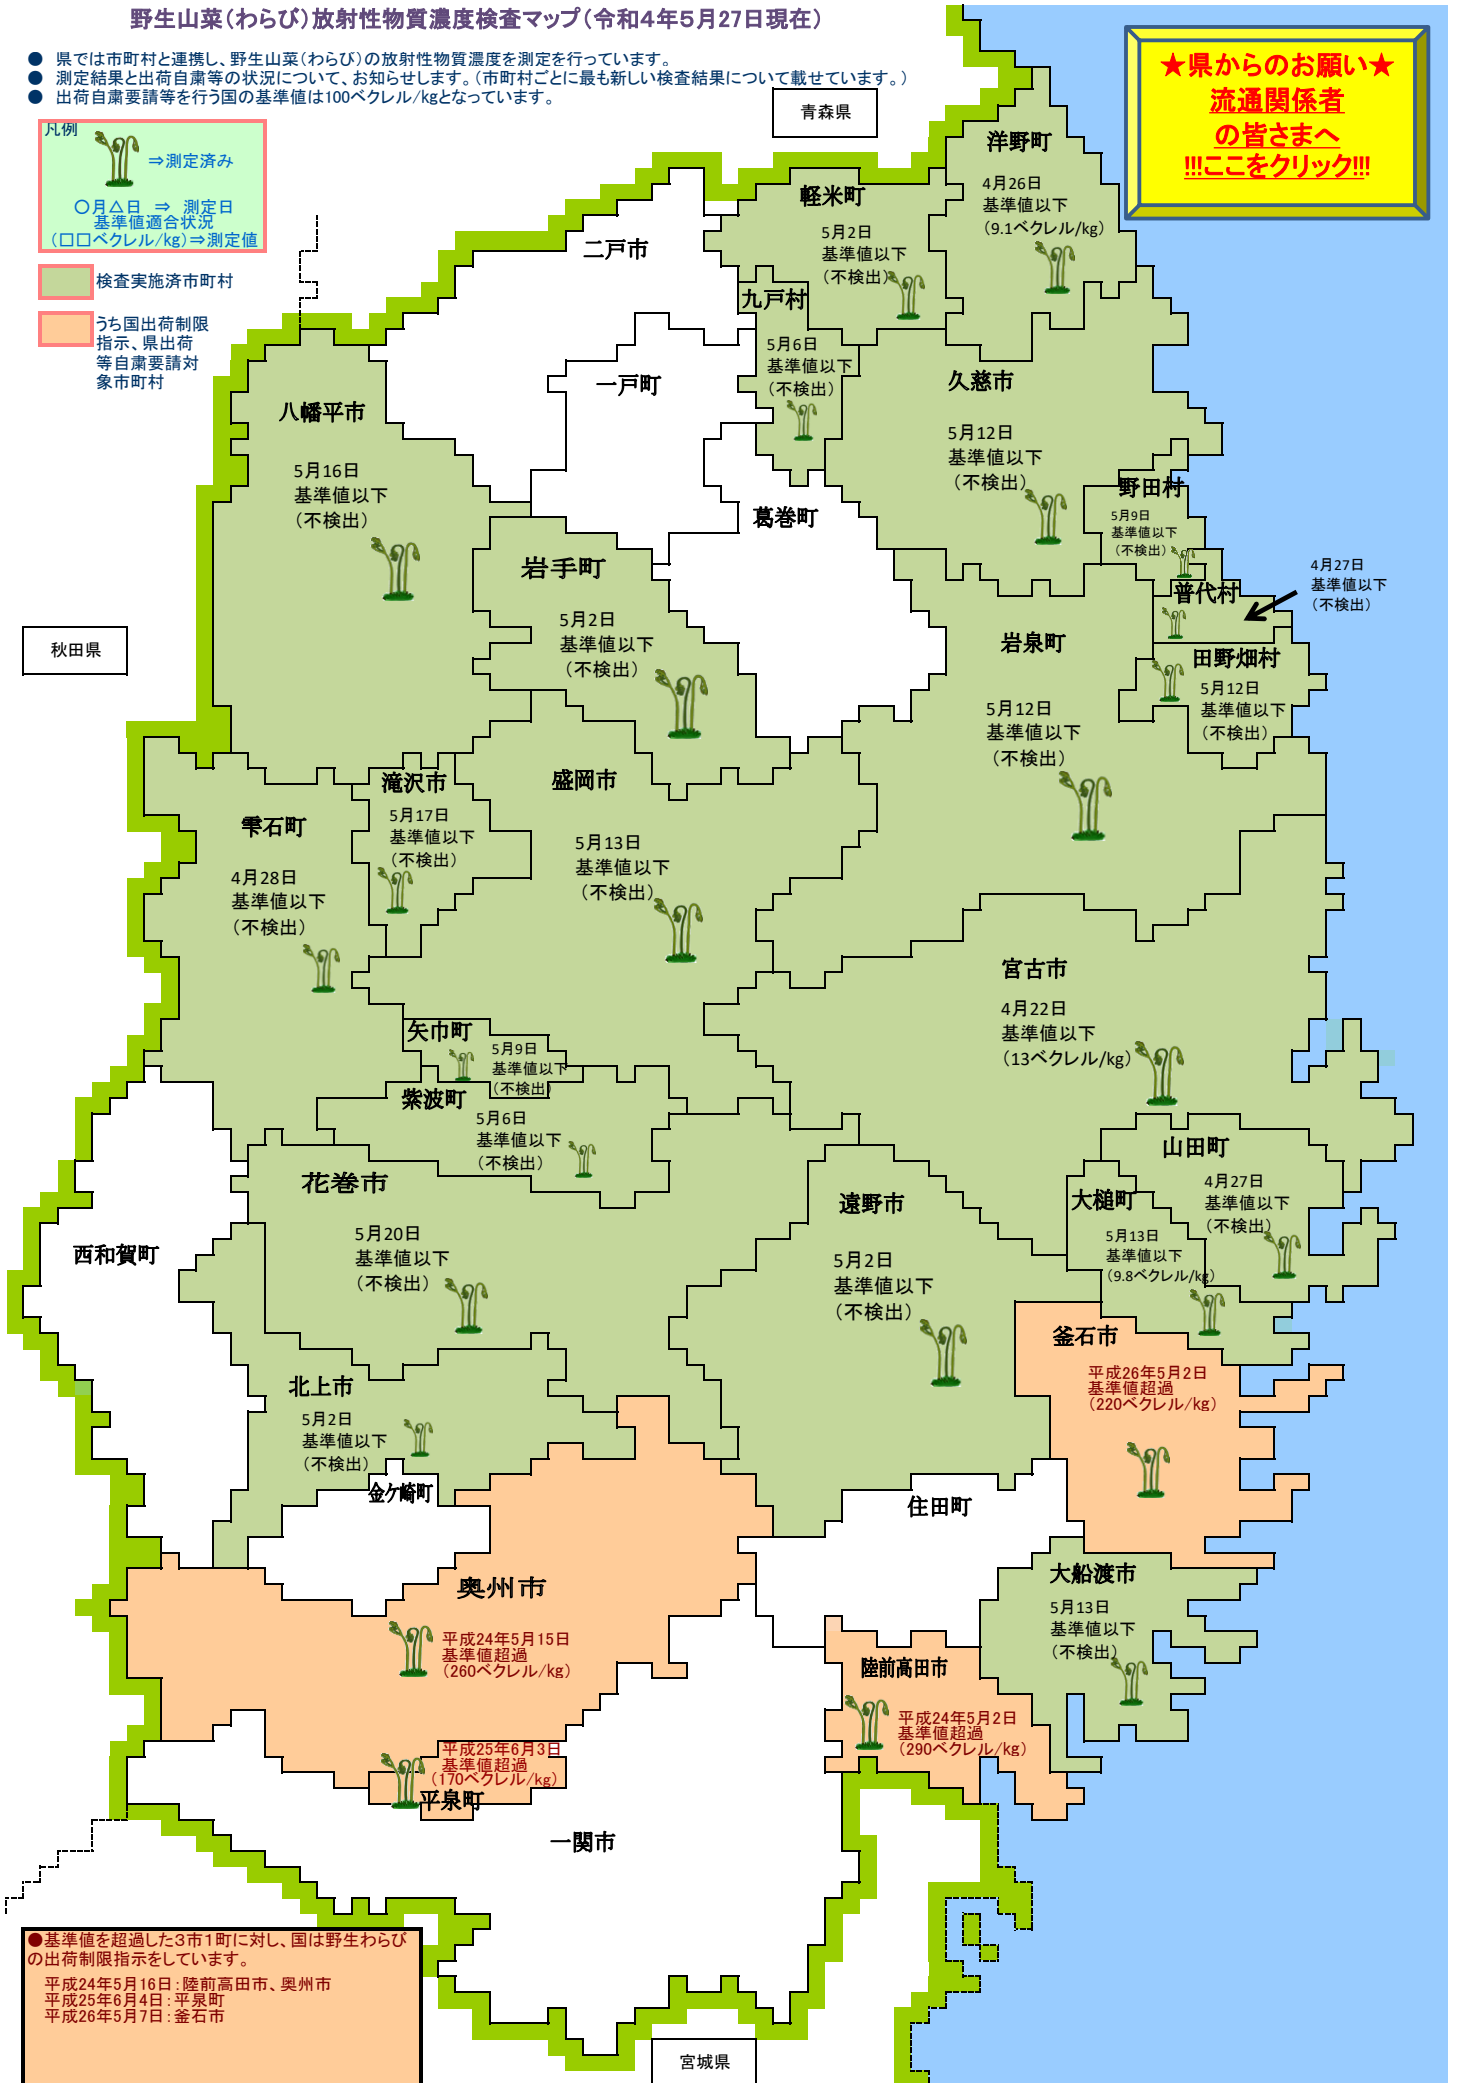 野生山菜(わらび)放射性物質濃度検査マップ(令和4年5月27日現在)
● 県では市町村と連携し、野生山菜(わらび)の放射性物質濃度を測定を行っています。
● 測定結果と出荷自粛等の状況について、お知らせします。(市町村ごとに最も新しい検査結果について載せています。)
● 出荷自粛要請等を行う国の基準値は100ベクレル/kgとなっています。
★県からのお願い★
流通関係者
の皆さまへ
!!!ここをクリック!!!
凡例
⇒測定済み
○月△日 ⇒ 測定日
基準値適合状況
(□□ベクレル/kg)⇒測定値
検査実施済市町村
うち国出荷制限
指示、県出荷
等自粛要請対
象市町村
青森県
秋田県
宮城県
洋野町
4月26日
基準値以下
(9.1ベクレル/kg)
軽米町
5月2日
基準値以下
(不検出)
二戸市
九戸村
5月6日
基準値以下
(不検出)
一戸町
久慈市
5月12日
基準値以下
(不検出)
八幡平市
5月16日
基準値以下
(不検出)
野田村
5月9日
基準値以下
(不検出)
葛巻町
岩手町
5月2日
基準値以下
(不検出)
普代村
4月27日
基準値以下
(不検出)
岩泉町
5月12日
基準値以下
(不検出)
田野畑村
5月12日
基準値以下
(不検出)
滝沢市
5月17日
基準値以下
(不検出)
盛岡市
5月13日
基準値以下
(不検出)
雫石町
4月28日
基準値以下
(不検出)
宮古市
4月22日
基準値以下
(13ベクレル/kg)
矢巾町
5月9日
基準値以下
(不検出)
紫波町
5月6日
基準値以下
(不検出)
山田町
4月27日
基準値以下
(不検出)
大槌町
5月13日
基準値以下
(9.8ベクレル/kg)
花巻市
5月20日
基準値以下
(不検出)
遠野市
5月2日
基準値以下
(不検出)
西和賀町
釜石市
平成26年5月2日
基準値超過
(220ベクレル/kg)
北上市
5月2日
基準値以下
(不検出)
金ケ崎町
住田町
大船渡市
5月13日
基準値以下
(不検出)
奥州市
平成24年5月15日
基準値超過
(260ベクレル/kg)
陸前高田市
平成24年5月2日
基準値超過
(290ベクレル/kg)
平成25年6月3日
基準値超過
(170ベクレル/kg)
平泉町
一関市
●基準値を超過した3市1町に対し、国は野生わらび
の出荷制限指示をしています。
平成24年5月16日:陸前高田市、奥州市
平成25年6月4日:平泉町
平成26年5月7日:釜石市